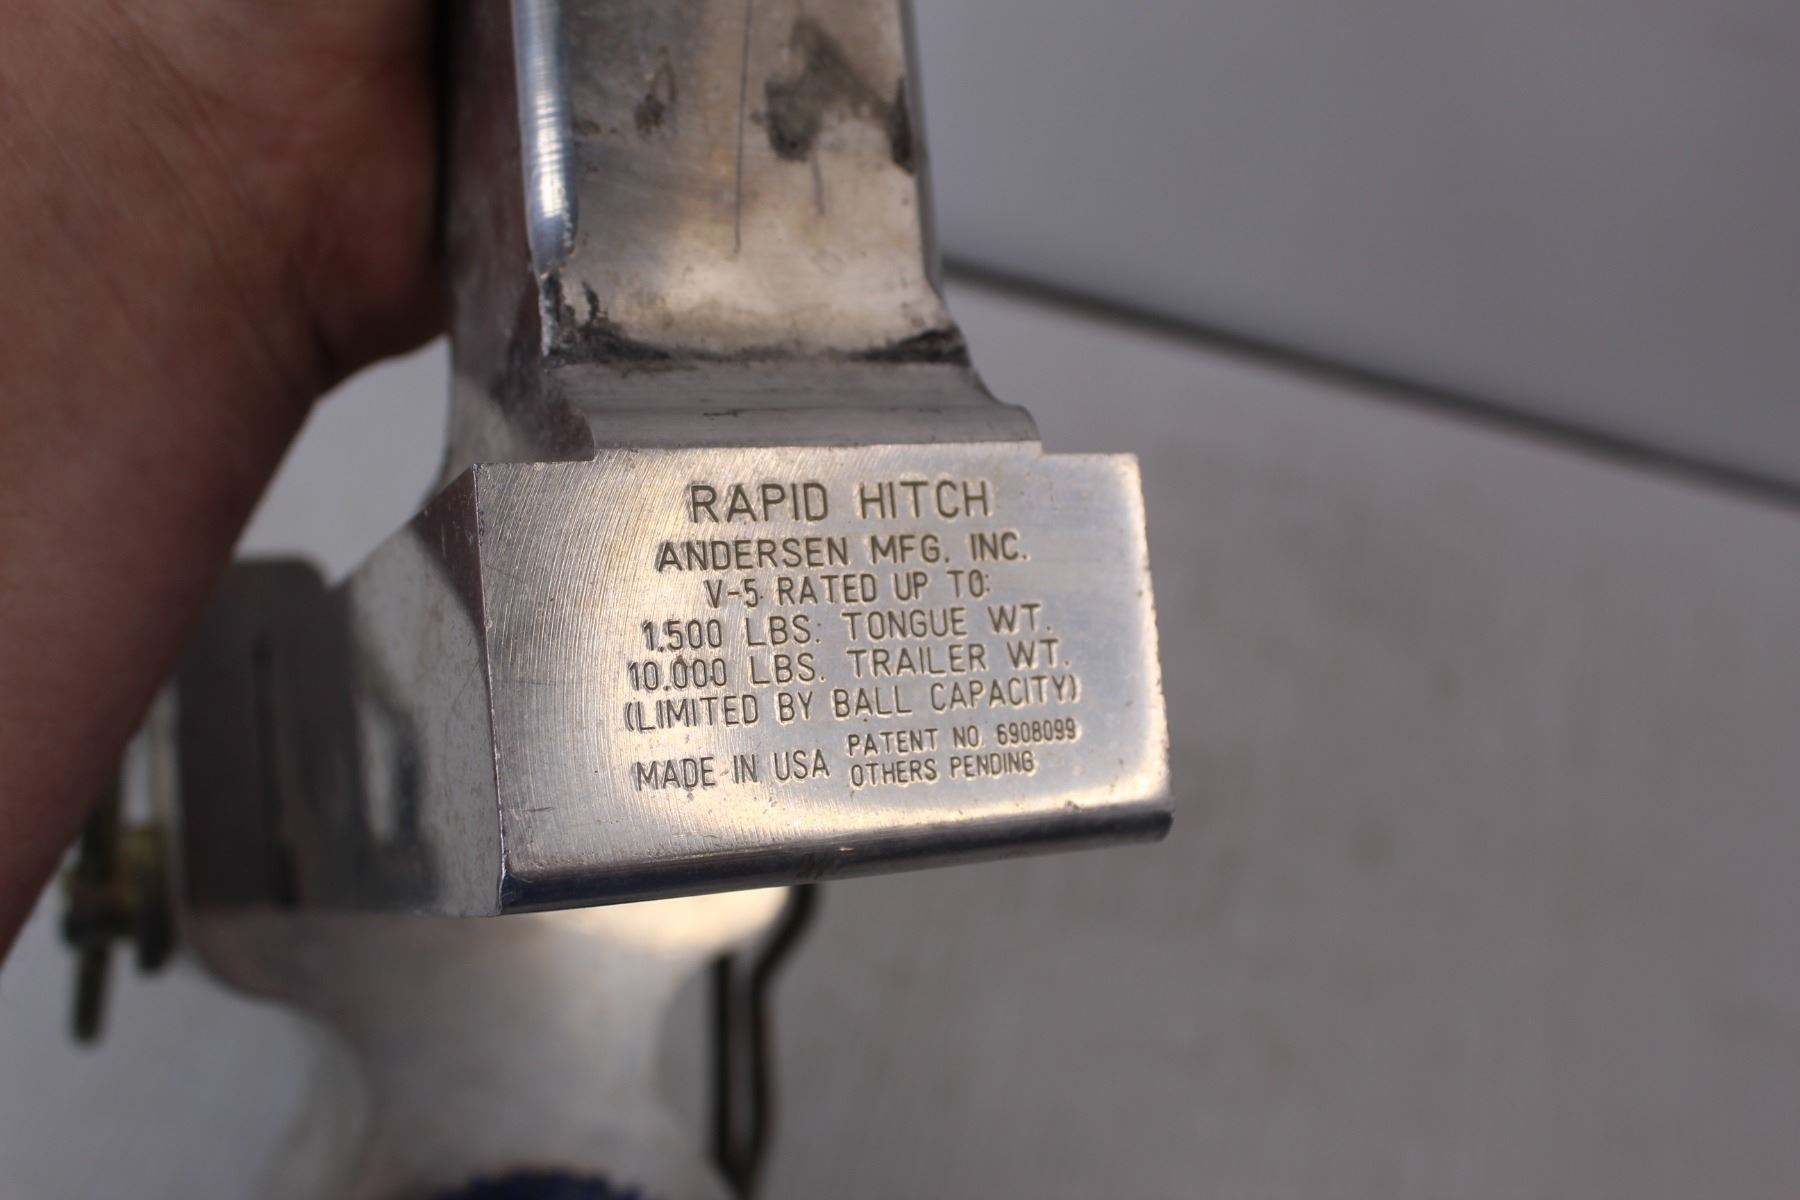 RAPID HITCH
ANDERSEN MFG. INC.
V-5 RATED UP TO:
1,500 LBS. TONGUE WT.
10,000 LBS. TRAILER WT.
(LIMITED BY BALL CAPACITY)
MADE IN USA PATENT NO. 6908099
OTHERS PENDING